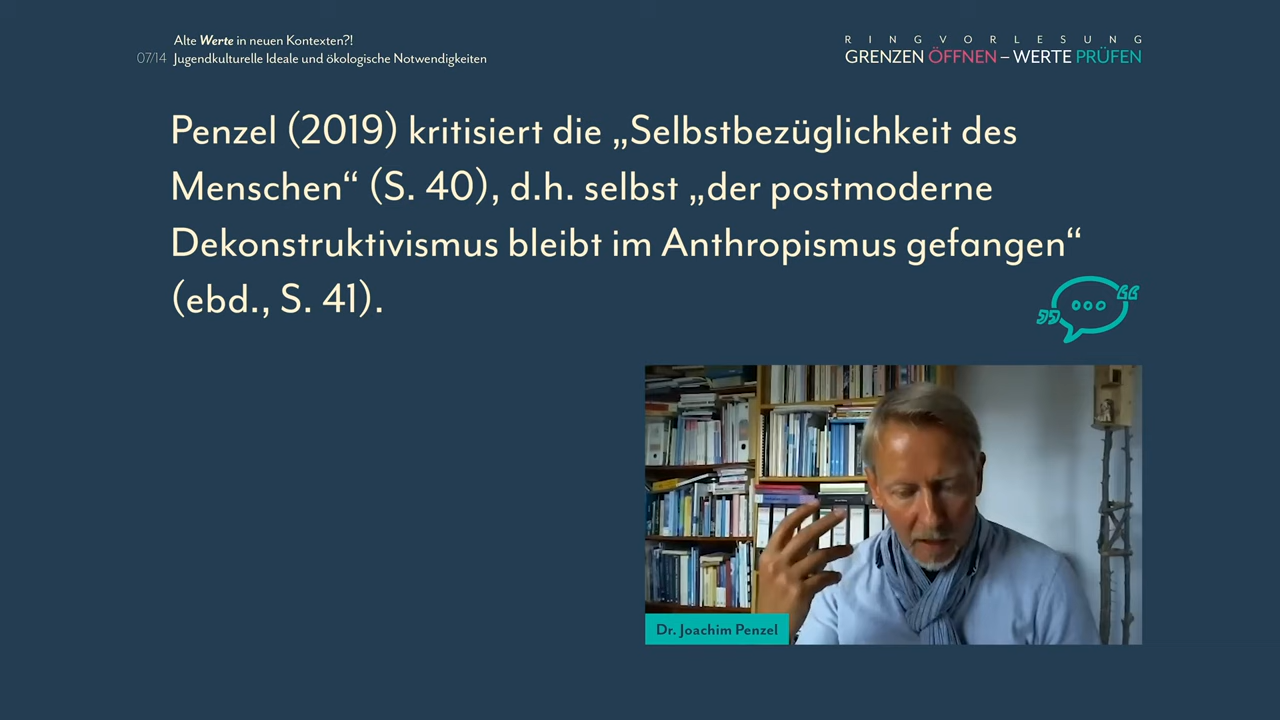 Alte Werte in neuen Kontexten?!
07/14 Jugendkulturelle Ideale und ökologische Notwendigkeiten
RINGVORLESUNG
GRENZEN ÖFFNEN – WERTE PRÜFEN
Penzel (2019) kritisiert die „Selbstbezüglichkeit des
Menschen“ (S. 40), d.h. selbst „der postmoderne
Dekonstruktivismus bleibt im Anthropismus gefangen“
(ebd., S. 41).
Dr. Joachim Penzel